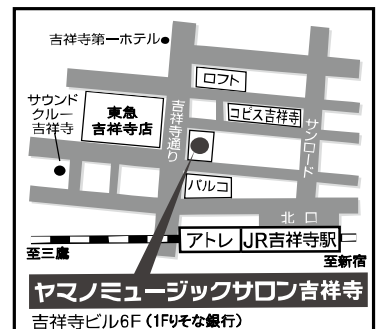 吉祥寺第一ホテル
ロフト
サウンド
クルー
吉祥寺
東急
吉祥寺店
吉祥寺通り
コピス吉祥寺
サンロード
パルコ
北口
アトレ
JR吉祥寺駅
至三鷹
至新宿
ヤマノミュージックサロン吉祥寺
吉祥寺ビル6F(1Fりそな銀行)